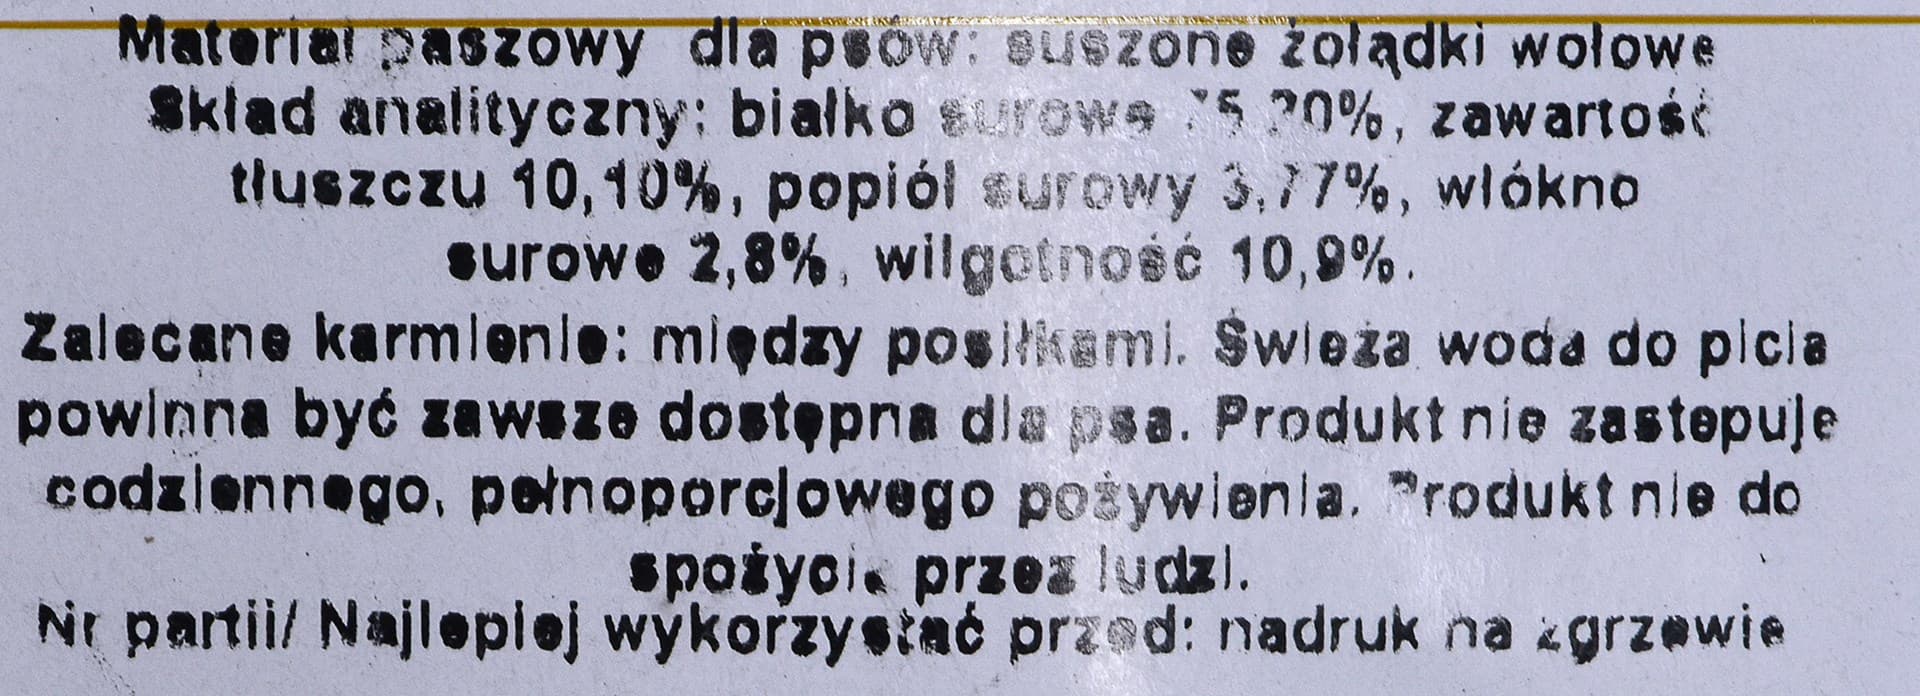 Materiał paszowy dla psów: suszone żołądki wołowe
Skład analityczny: białko surowe 75,20%, zawartość
tłuszczu 10,10%, popiół surowy 3,77%, włókno
surowe 2,8%, wilgotność 10,9%.
Zalecane karmienie: między posiłkami. Świeża woda do picia
powinna być zawsze dostępna dla psa. Produkt nie zastępuje
codziennego, pełnoporcjowego pożywienia. Produkt nie do
spożycia przez ludzi.
Nr partii/ Najlepiej wykorzystać przed: nadruk na zgrzewie